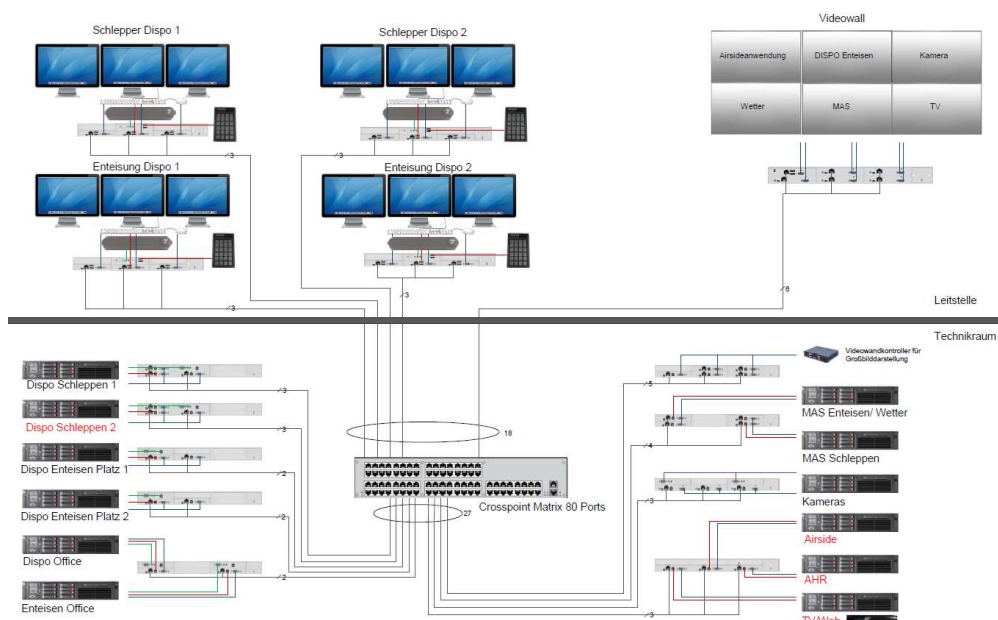 Schlepper Dispo 1
Schlepper Dispo 2
Videowall
Airsideanwendung
DISPO Enteisen
Kamera
Wetter
MAS
TV
3
3
Enteisung Dispo 1
Enteisung Dispo 2
3
3
6
Leitstelle
Technikraum
Videowandkontroller für
Großbilddarstellung
Dispo Schleppen 1
3
5
MAS Enteisen/ Wetter
Dispo Schleppen 2
3
18
4
MAS Schleppen
Dispo Enteisen Platz 1
2
Crosspoint Matrix 80 Ports
3
Kameras
Dispo Enteisen Platz 2
2
27
Airside
Dispo Office
2
AHR
Enteisen Office
3
TV/Web